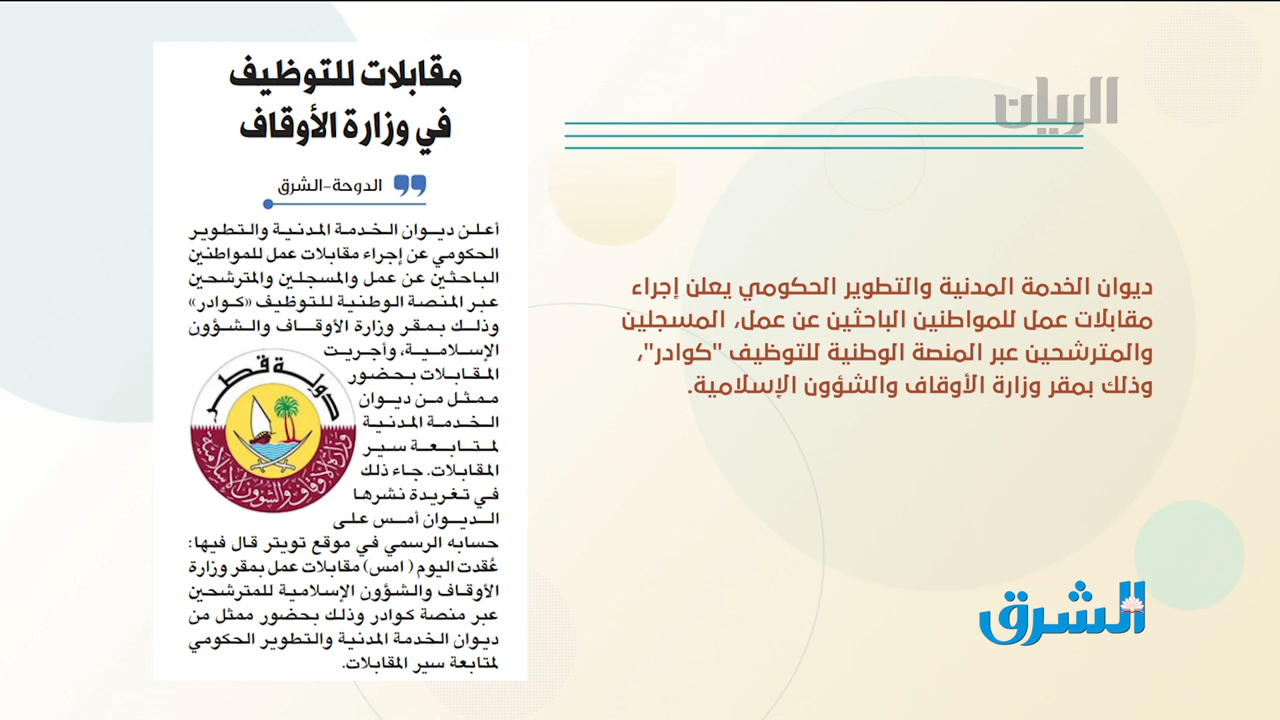 مقابلات للتوظيف
في وزارة الأوقاف
الدوحة-الشرق
أعلن ديوان الخدمة المدنية والتطوير
الحكومي عن إجراء مقابلات عمل للمواطنين
الباحثين عن عمل والمسجلين والمترشحين
عبر المنصة الوطنية للتوظيف «كوادر»
وذلك بمقر وزارة الأوقاف والشؤون
الإسلامية، وأجريت
المقابلات بحضور
ممثل من ديوان
الخدمة المدنية
لمتابعة سير
المقابلات. جاء ذلك
في تغريدة نشرها
الديوان أمس على
حسابه الرسمي في موقع تويتر قال فيها:
عُقدت اليوم ( امس) مقابلات عمل بمقر وزارة
الأوقاف والشؤون الإسلامية للمترشحين
عبر منصة كوادر وذلك بحضور ممثل من
ديوان الخدمة المدنية والتطوير الحكومي
لمتابعة سير المقابلات.
دولة قطر
وزارة الأوقاف والشؤون الإسلامية
الريان
ديوان الخدمة المدنية والتطوير الحكومي يعلن إجراء
مقابلات عمل للمواطنين الباحثين عن عمل، المسجلين
والمترشحين عبر المنصة الوطنية للتوظيف "كوادر"،
وذلك بمقر وزارة الأوقاف والشؤون الإسلامية.
الشرق